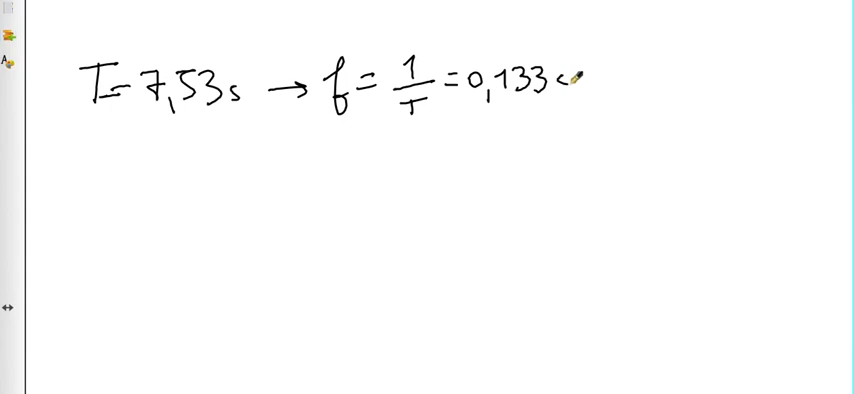 T = 7,53 s → f = 1/T = 0,133